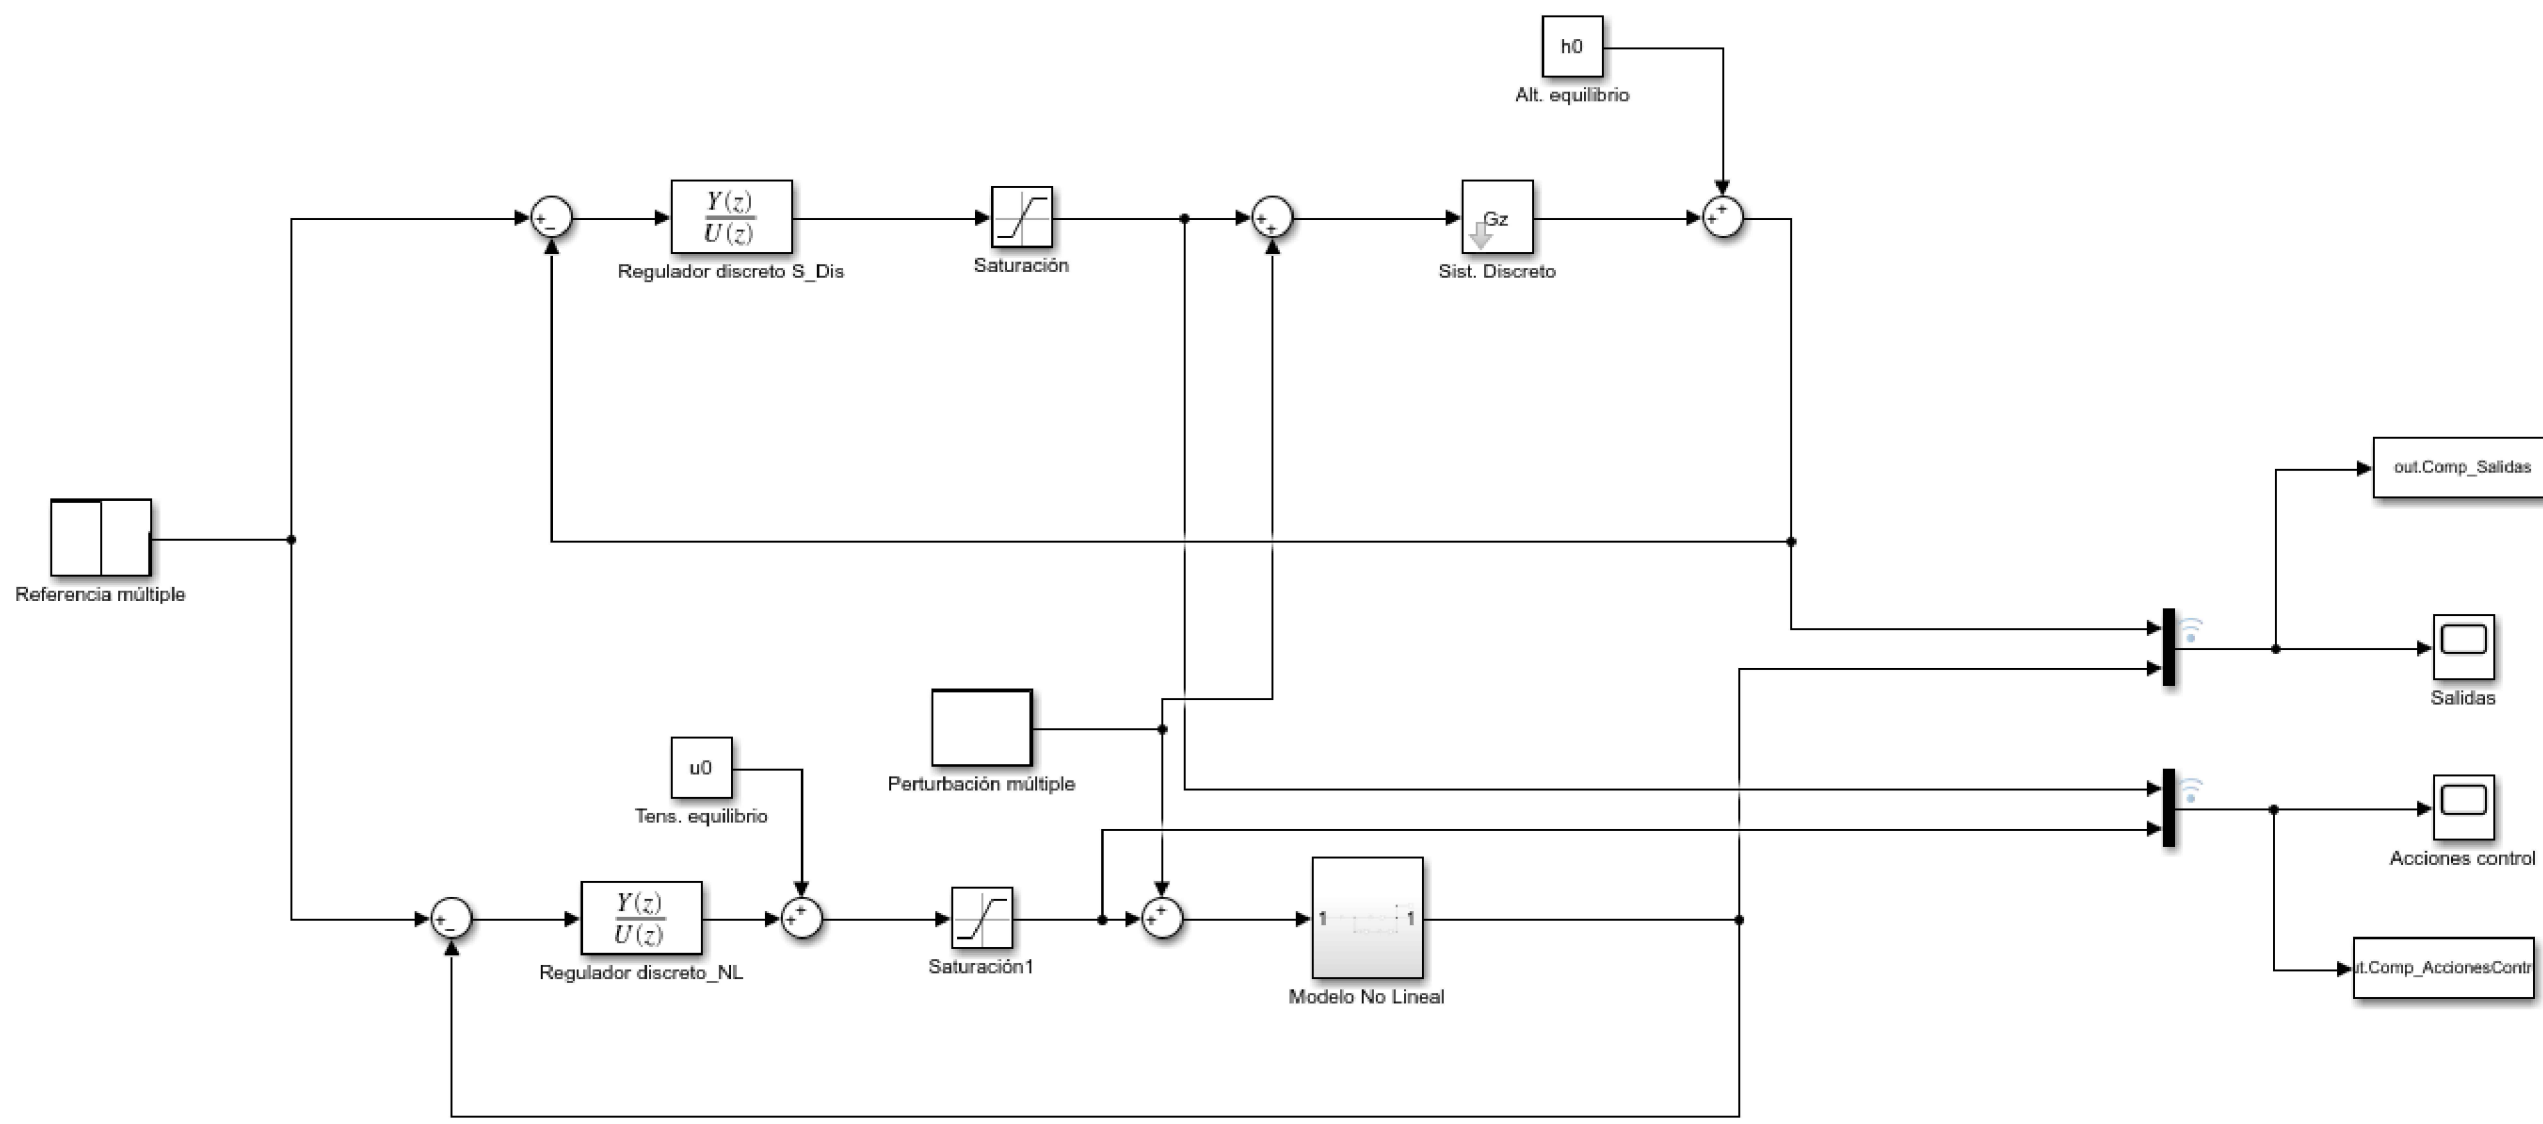 h0
Alt. equilibrio
Y(z)
U(z)
Regulador discreto S_Dis
Saturación
Gz
Sist. Discreto
out.Comp_Salidas
Referencia múltiple
Salidas
Perturbación múltiple
u0
Tens. equilibrio
Acciones control
Y(z)
U(z)
Regulador discreto_NL
Saturación1
1 1
Modelo No Lineal
ut.Comp_AccionesContr